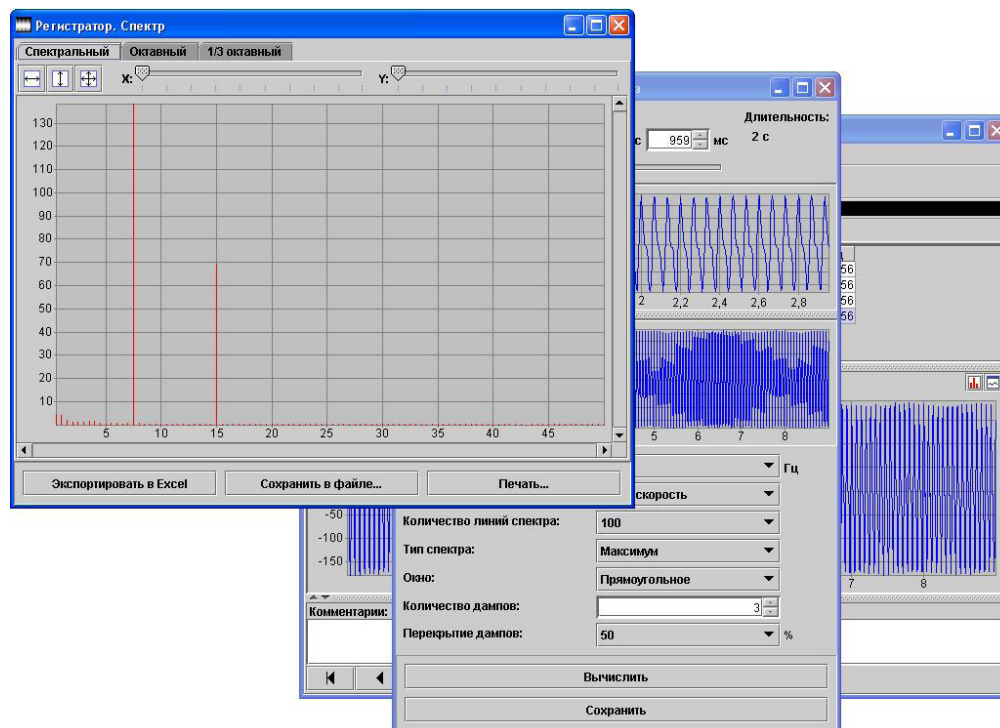 Регистратор. Спектр
Спектральный Октавный 1/3 октавный
X: Y:
130
120
110
100
90
80
70
60
50
40
30
20
10
5 10 15 20 25 30 35 40 45
Экспортировать в Excel Сохранить в файле... Печать...
Длительность:
с 959 мс 2 с
2 2,2 2,4 2,6 2,8
5 6 7 8
Гц
скорость
Количество линий спектра: 100
Тип спектра: Максимум
Окно: Прямоугольное
Количество дампов: 3
Перекрытие дампов: 50 %
Вычислить
Сохранить
56
56
56
56
-50
-100
-150
7 8
Комментарии: